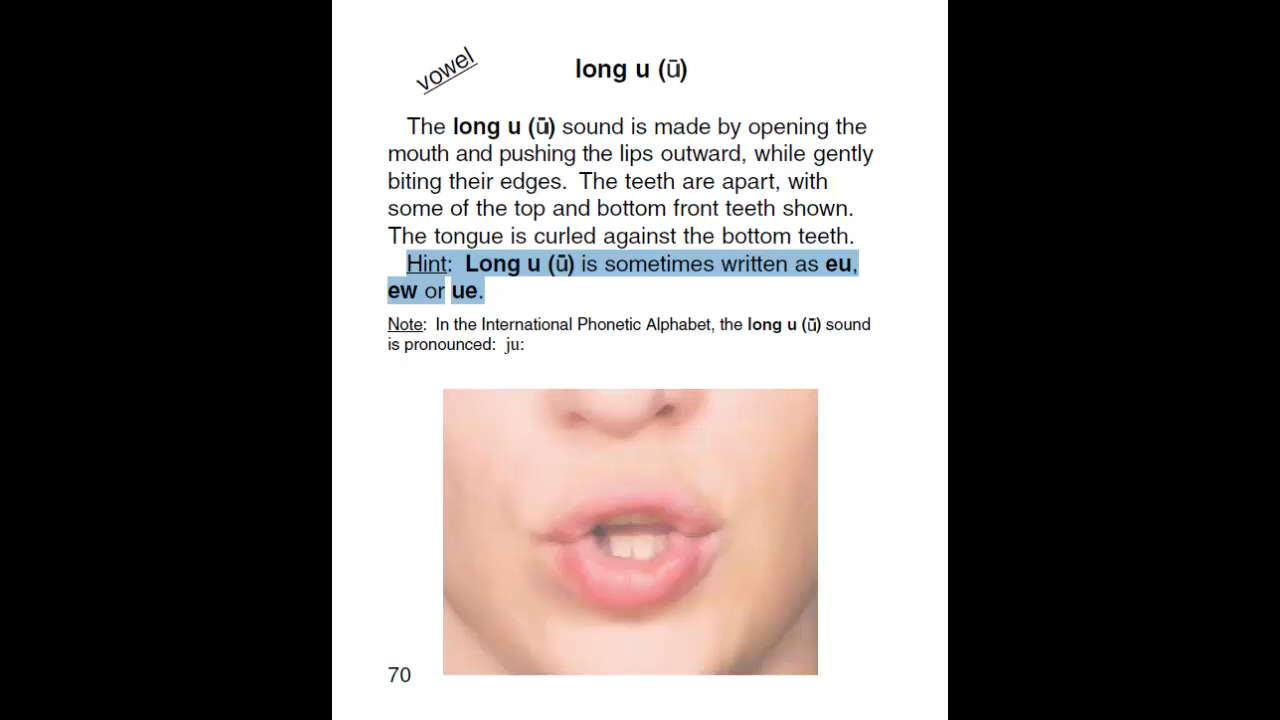 vowel
long u (ū)
The long u (ū) sound is made by opening the
mouth and pushing the lips outward, while gently
biting their edges.  The teeth are apart, with
some of the top and bottom front teeth shown.
The tongue is curled against the bottom teeth.
Hint:  Long u (ū) is sometimes written as eu,
ew or ue.
Note:  In the International Phonetic Alphabet, the long u (ū) sound
is pronounced:  ju:
70